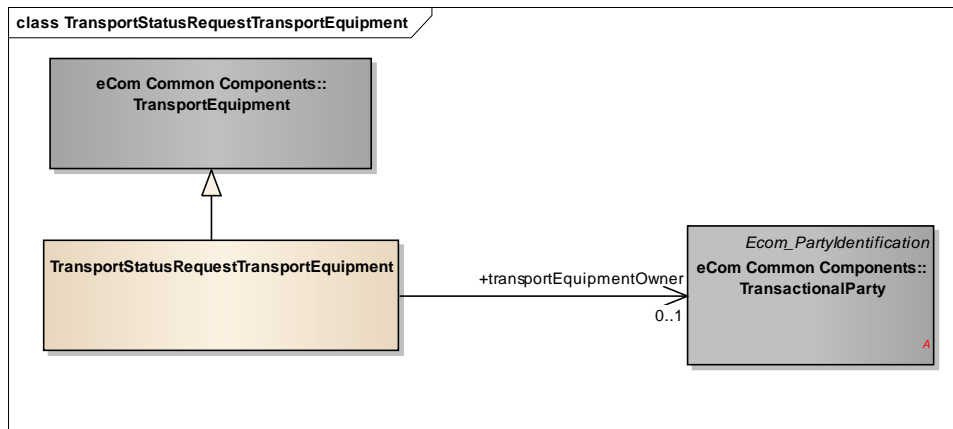 class TransportStatusRequestTransportEquipment
eCom Common Components::
TransportEquipment
TransportStatusRequestTransportEquipment
+transportEquipmentOwner
0..1
Ecom_PartyIdentification
eCom Common Components::
TransactionalParty
A